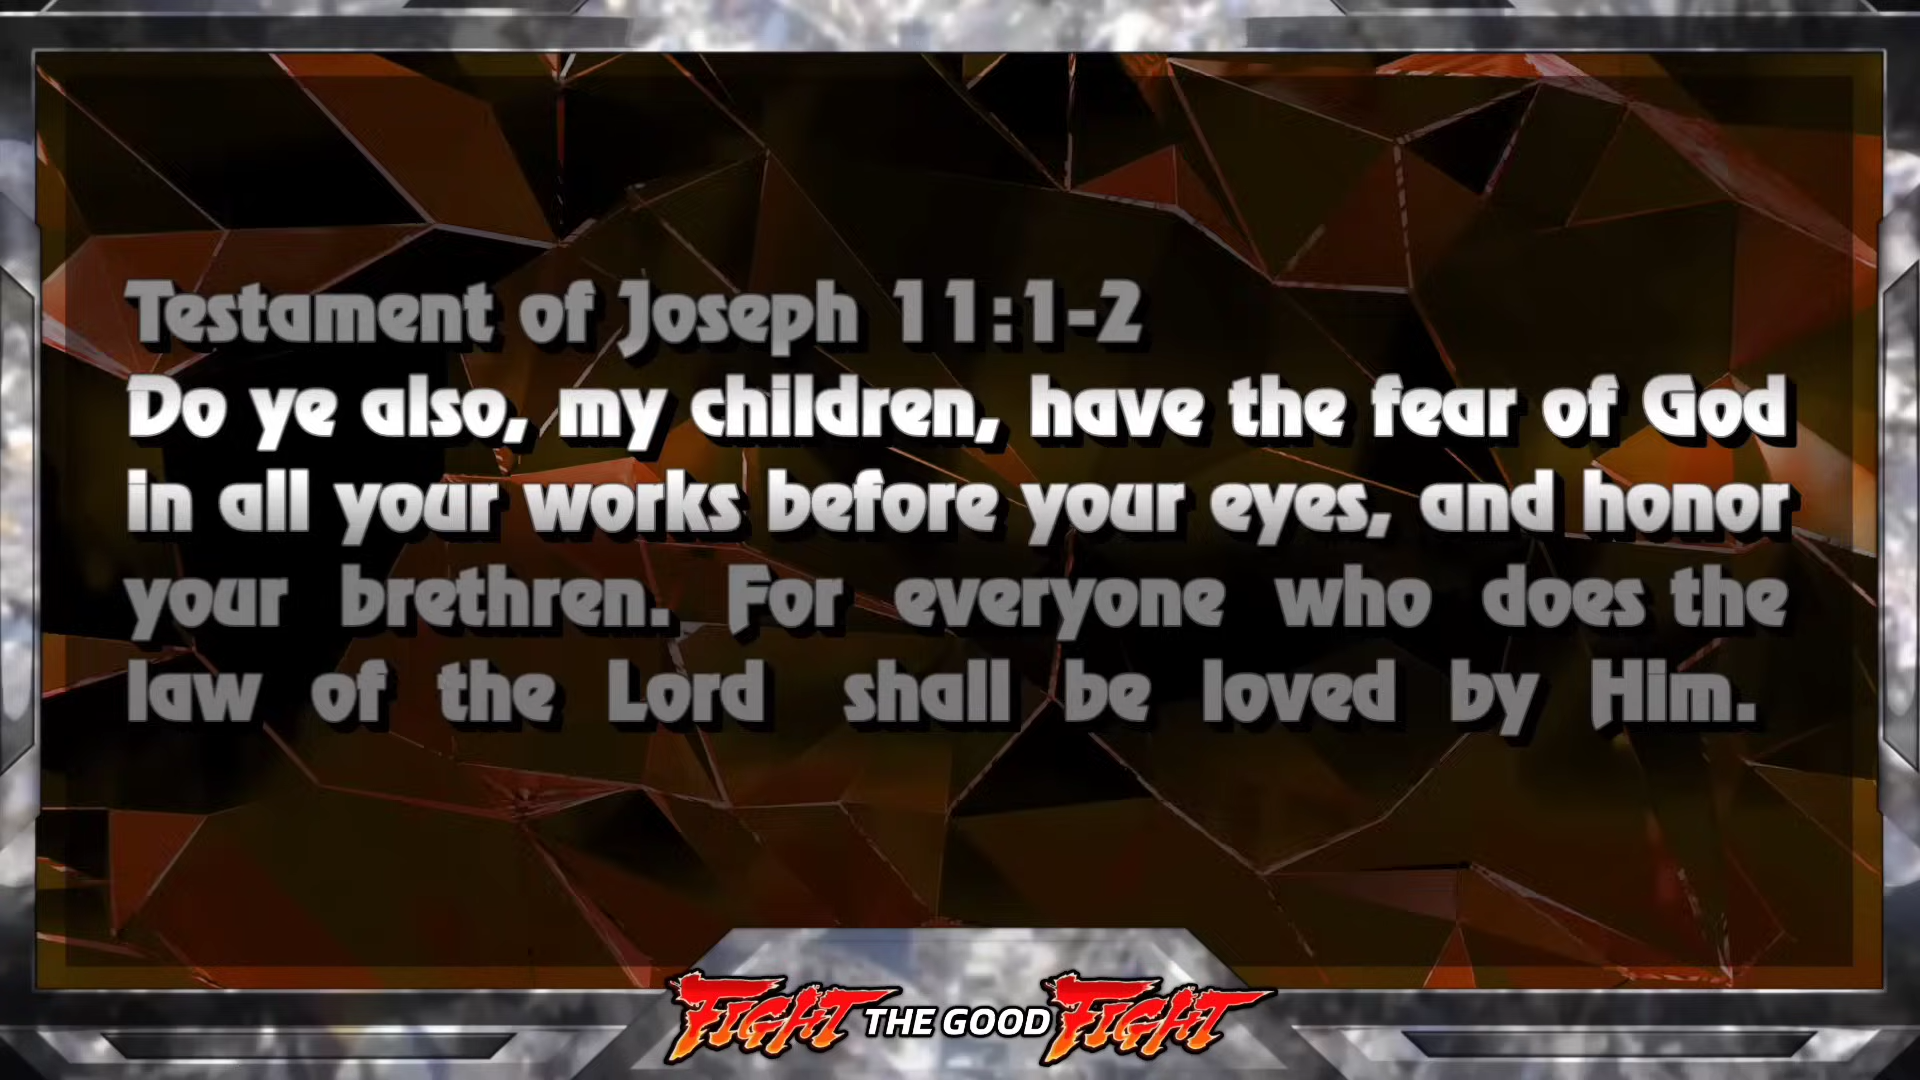 Testament of Joseph 11:1-2
Do ye also, my children, have the fear of God
in all your works before your eyes, and honor
your brethren. For everyone who does the
law of the Lord shall be loved by Him.
FIGHT THE GOOD FIGHT